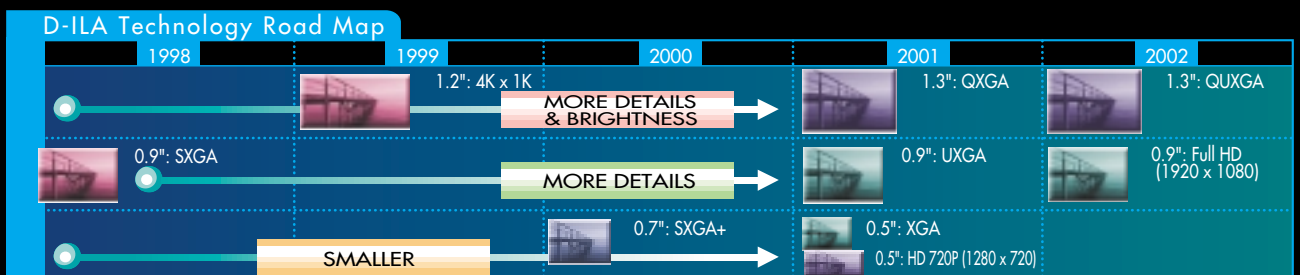 D-ILA Technology Road Map
1998 1999 2000 2001 2002
1.2": 4K x 1K
MORE DETAILS
& BRIGHTNESS
1.3": QXGA
1.3": QUXGA
0.9": SXGA
MORE DETAILS
0.9": UXGA
0.9": Full HD
(1920 x 1080)
SMALLER
0.7": SXGA+
0.5": XGA
0.5": HD 720P (1280 x 720)